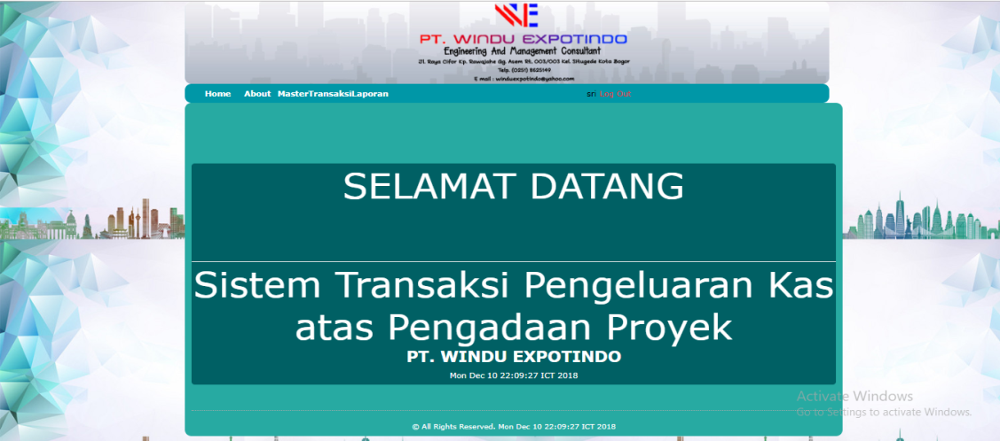 PT. WINDU EXPOTINDO
Engineering And Management Consultant
Jl. Raya Cifor Kp. Rawajaha Gg. Asem Rt. 003/003 Kel. Situgede Kota Bogor
Telp. (0251) 8623149
E mail : winduexpotindo@yahoo.com
Home About MasterTransaksiLaporan sri Log Out
SELAMAT DATANG
Sistem Transaksi Pengeluaran Kas
atas Pengadaan Proyek
PT. WINDU EXPOTINDO
Mon Dec 10 22:09:27 ICT 2018
Activate Windows
Go to Settings to activate Windows.
© All Rights Reserved. Mon Dec 10 22:09:27 ICT 2018